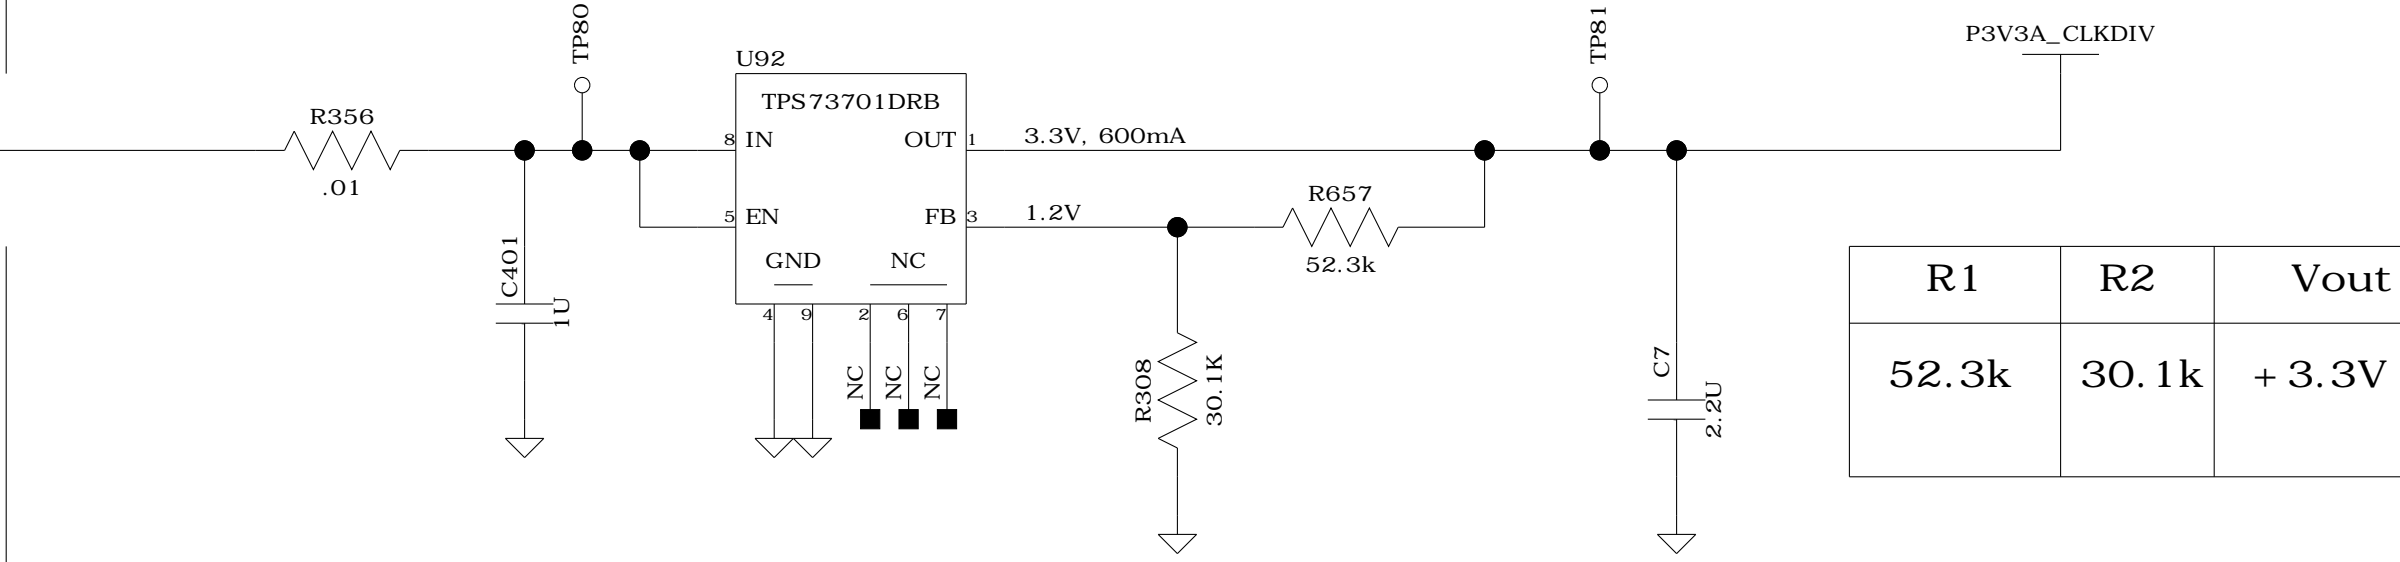 TP80
TP81
P3V3A_CLKDIV
U92
TPS73701DRB
R356
.01
8
IN
OUT
1
3.3V, 600mA
5
EN
FB
3
1.2V
R657
52.3k
C401
1U
GND
NC
4
9
2
6
7
NC
NC
NC
R308
30.1K
C7
2.2U
R1 R2 Vout
52.3k 30.1k +3.3V